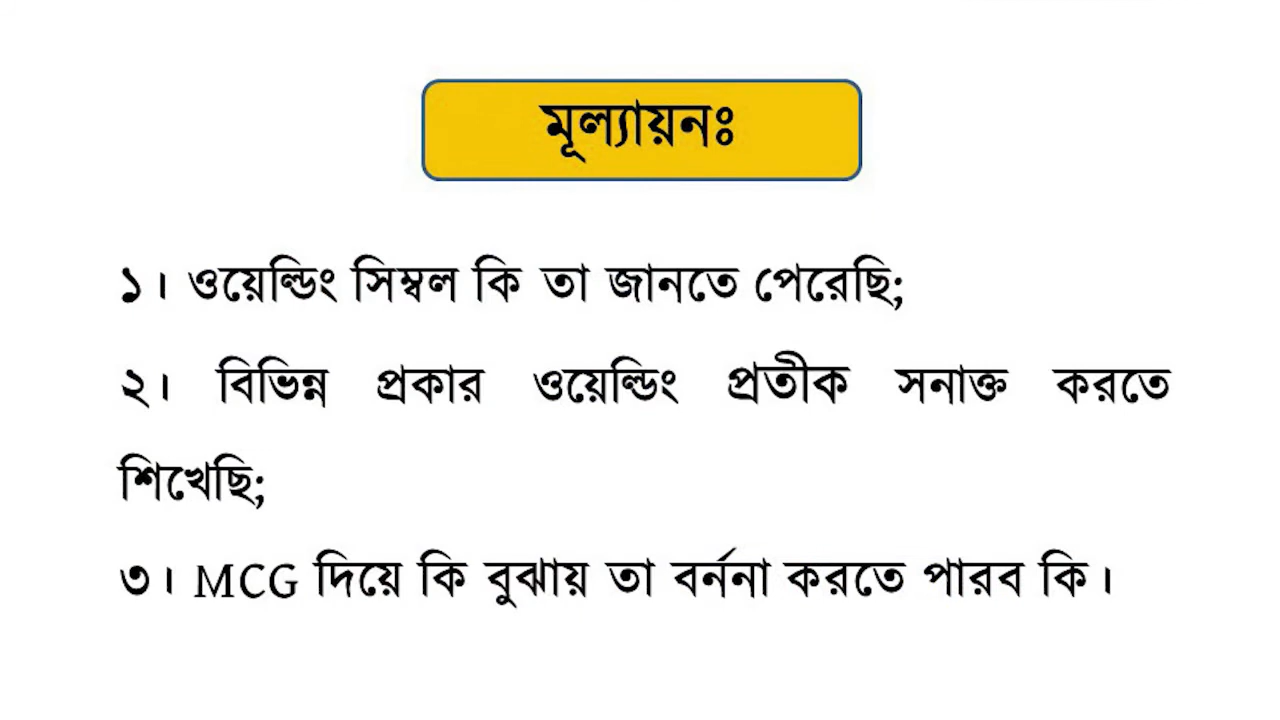 মূল্যায়নঃ
১। ওয়েল্ডিং সিম্বল কি তা জানতে পেরেছি;
২। বিভিন্ন প্রকার ওয়েল্ডিং প্রতীক সনাক্ত করতে
শিখেছি;
৩। MCG দিয়ে কি বুঝায় তা বর্ননা করতে পারব কি।